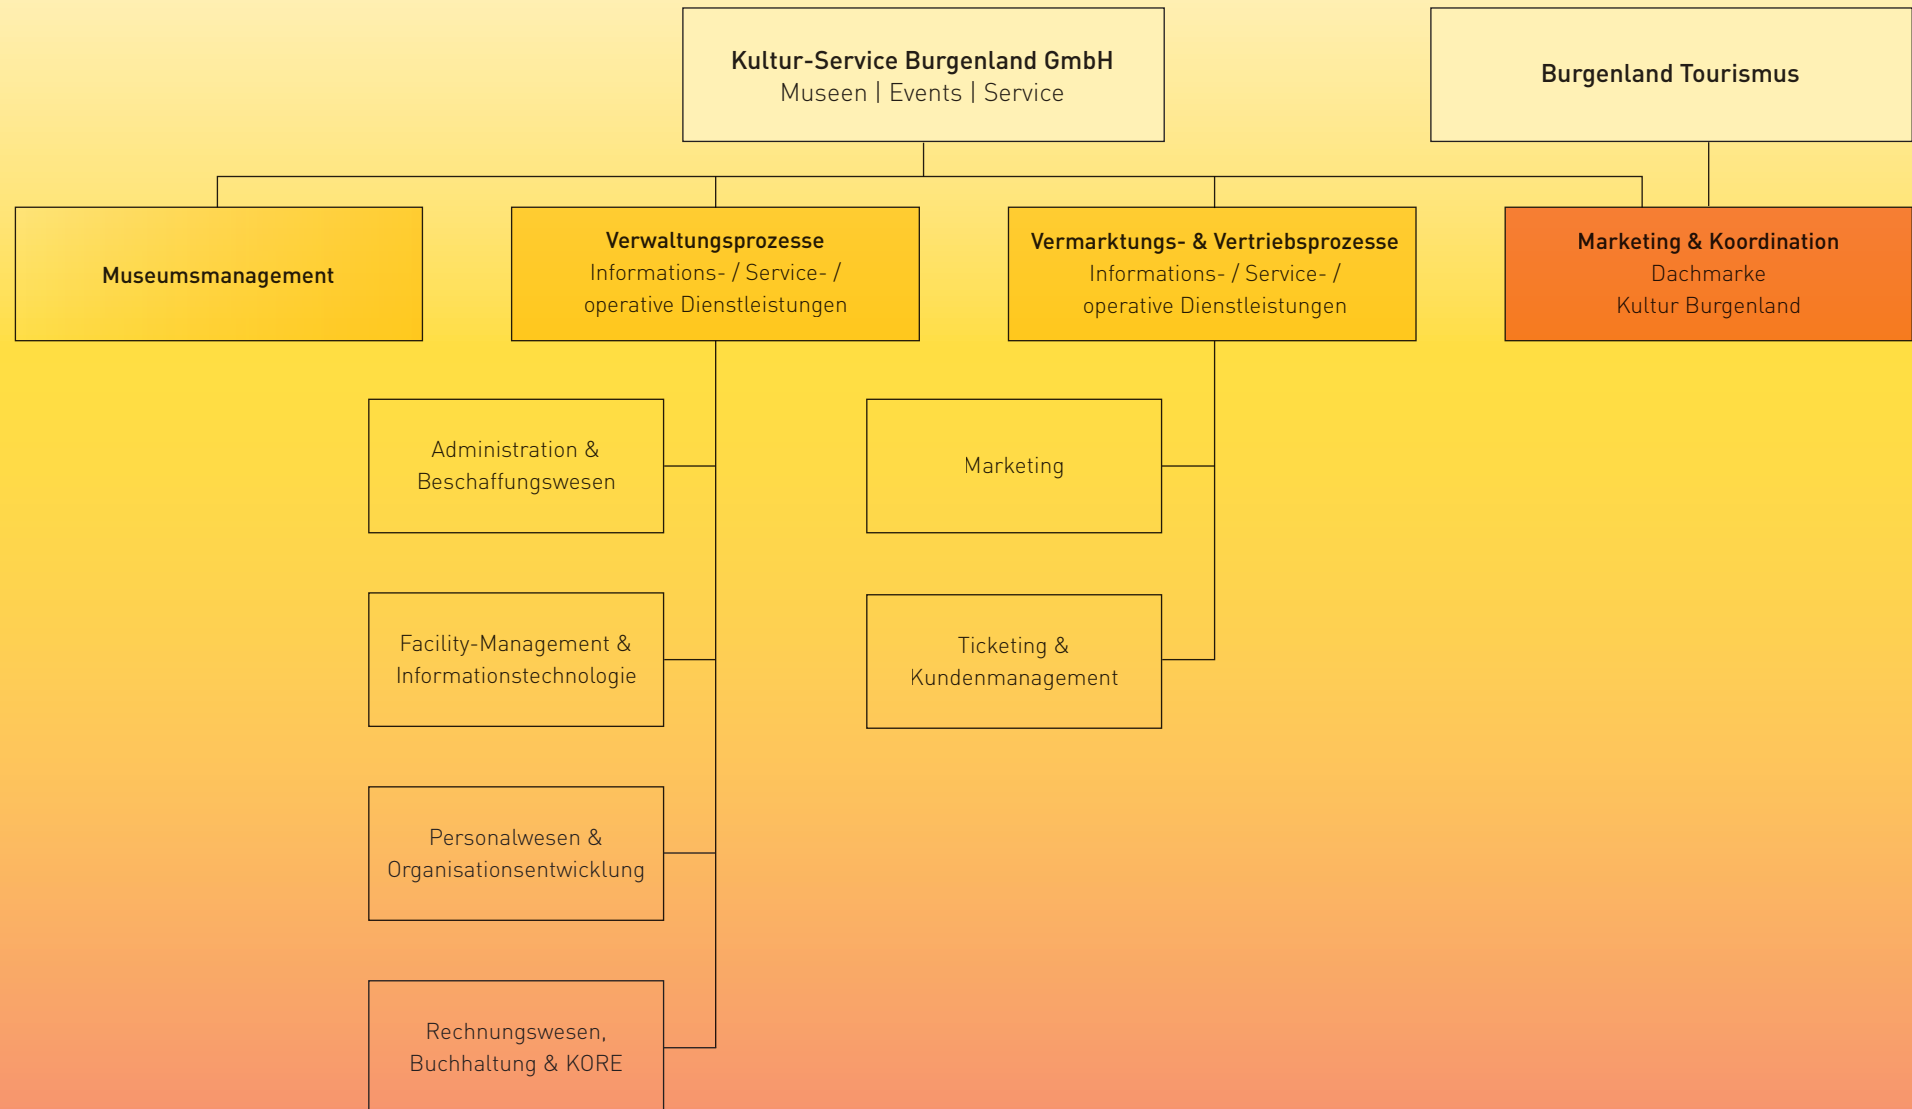 Kultur-Service Burgenland GmbH
Museen | Events | Service
Burgenland Tourismus
Museumsmanagement
Verwaltungsprozesse
Informations- / Service- /
operative Dienstleistungen
Vermarktungs- & Vertriebsprozesse
Informations- / Service- /
operative Dienstleistungen
Marketing & Koordination
Dachmarke
Kultur Burgenland
Administration &
Beschaffungswesen
Facility-Management &
Informationstechnologie
Personalwesen &
Organisationsentwicklung
Rechnungswesen,
Buchhaltung & KORE
Marketing
Ticketing &
Kundenmanagement